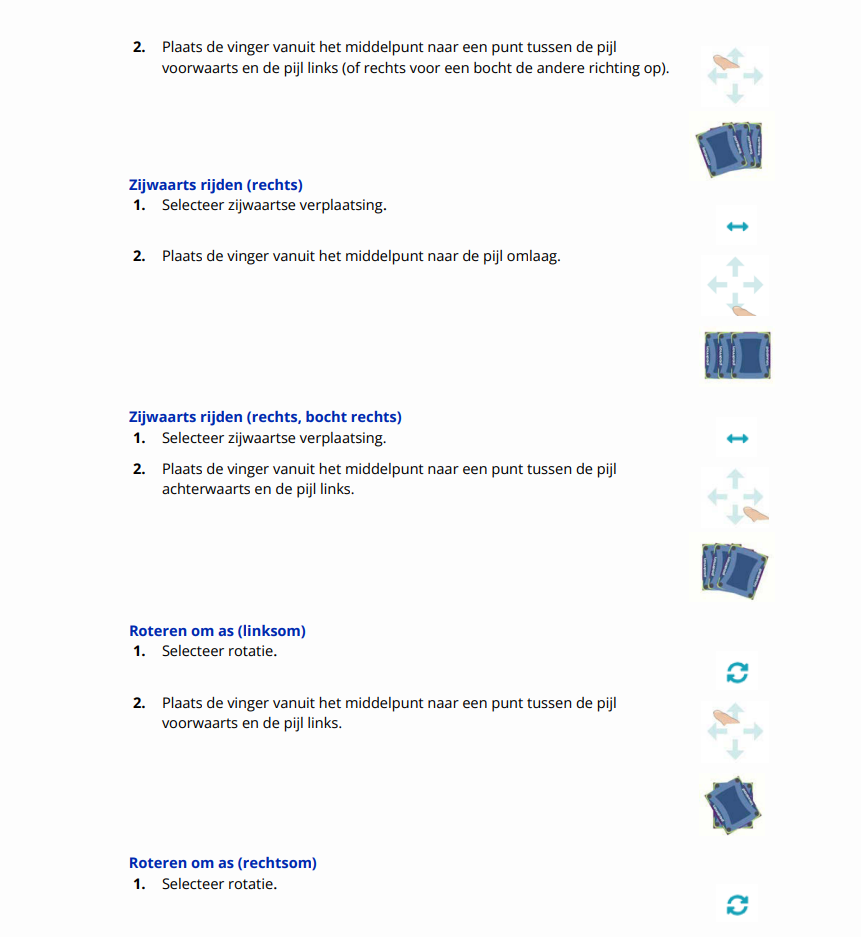 2. Plaats de vinger vanuit het middelpunt naar een punt tussen de pijl
voorwaarts en de pijl links (of rechts voor een bocht de andere richting op).
Zijwaarts rijden (rechts)
1. Selecteer zijwaartse verplaatsing.
2. Plaats de vinger vanuit het middelpunt naar de pijl omlaag.
Zijwaarts rijden (rechts, bocht rechts)
1. Selecteer zijwaartse verplaatsing.
2. Plaats de vinger vanuit het middelpunt naar een punt tussen de pijl
achterwaarts en de pijl links.
Roteren om as (linksom)
1. Selecteer rotatie.
2. Plaats de vinger vanuit het middelpunt naar een punt tussen de pijl
voorwaarts en de pijl links.
Roteren om as (rechtsom)
1. Selecteer rotatie.